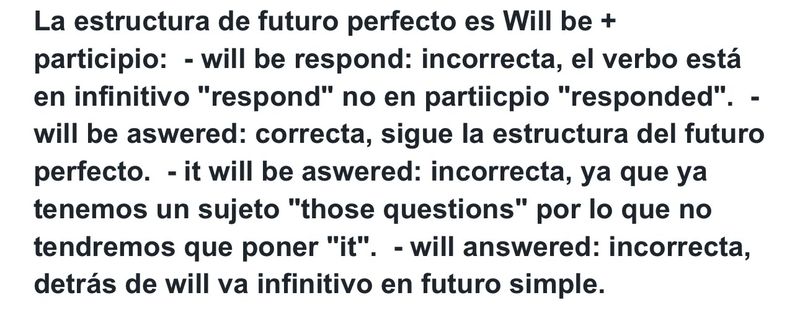 La estructura de futuro perfecto es Will be +
participio:  - will be respond: incorrecta, el verbo está
en infinitivo "respond" no en partiicpio "responded".  -
will be aswered: correcta, sigue la estructura del futuro
perfecto.  - it will be aswered: incorrecta, ya que ya
tenemos un sujeto "those questions" por lo que no
tendremos que poner "it".  - will answered: incorrecta,
detrás de will va infinitivo en futuro simple.